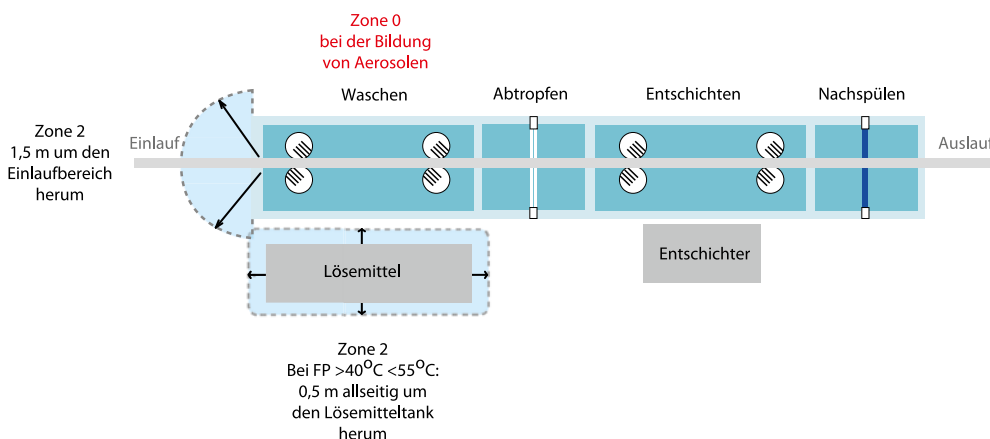 Zone 0
bei der Bildung
von Aerosolen
Waschen
Abtropfen
Entschichten
Nachspülen
Zone 2
1,5 m um den
Einlaufbereich
herum
Einlauf
Auslauf
Lösemittel
Entschichter
Zone 2
Bei FP >40°C <55°C:
0,5 m allseitig um
den Lösemitteltank
herum